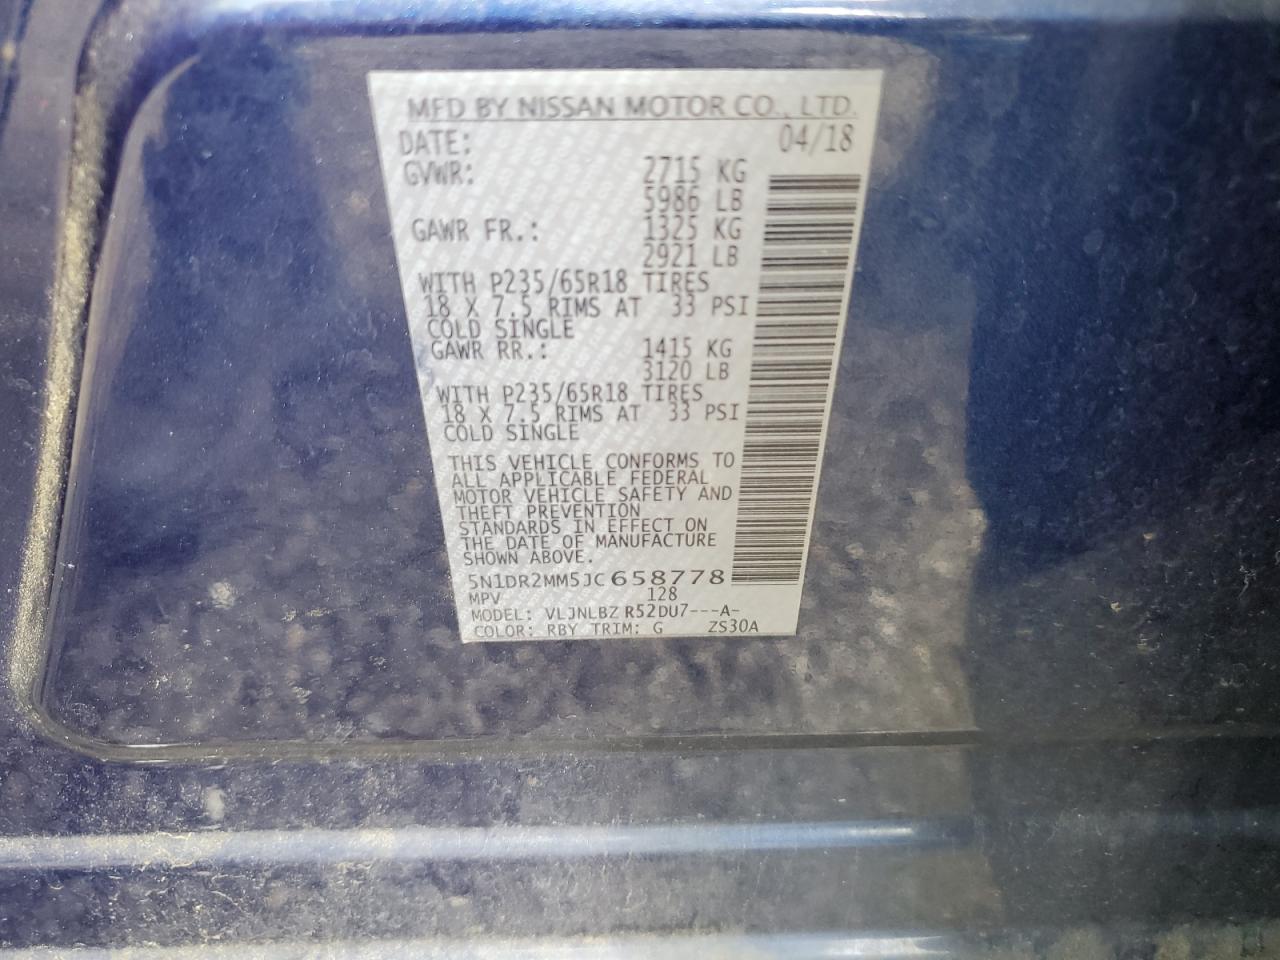 MFD BY NISSAN MOTOR CO., LTD.
DATE: 04/18
GVWR: 2715 KG
5986 LB
GAWR FR.: 1325 KG
2921 LB
WITH P235/65R18 TIRES
18 X 7.5 RIMS AT 33 PSI
COLD SINGLE
GAWR RR.: 1415 KG
3120 LB
WITH P235/65R18 TIRES
18 X 7.5 RIMS AT 33 PSI
COLD SINGLE
THIS VEHICLE CONFORMS TO
ALL APPLICABLE FEDERAL
MOTOR VEHICLE SAFETY AND
THEFT PREVENTION
STANDARDS IN EFFECT ON
THE DATE OF MANUFACTURE
SHOWN ABOVE.
5N1DR2MM5JC658778
MPV 128
MODEL: VLJNLBZ R52DU7---A-
COLOR: RBY TRIM: G ZS30A